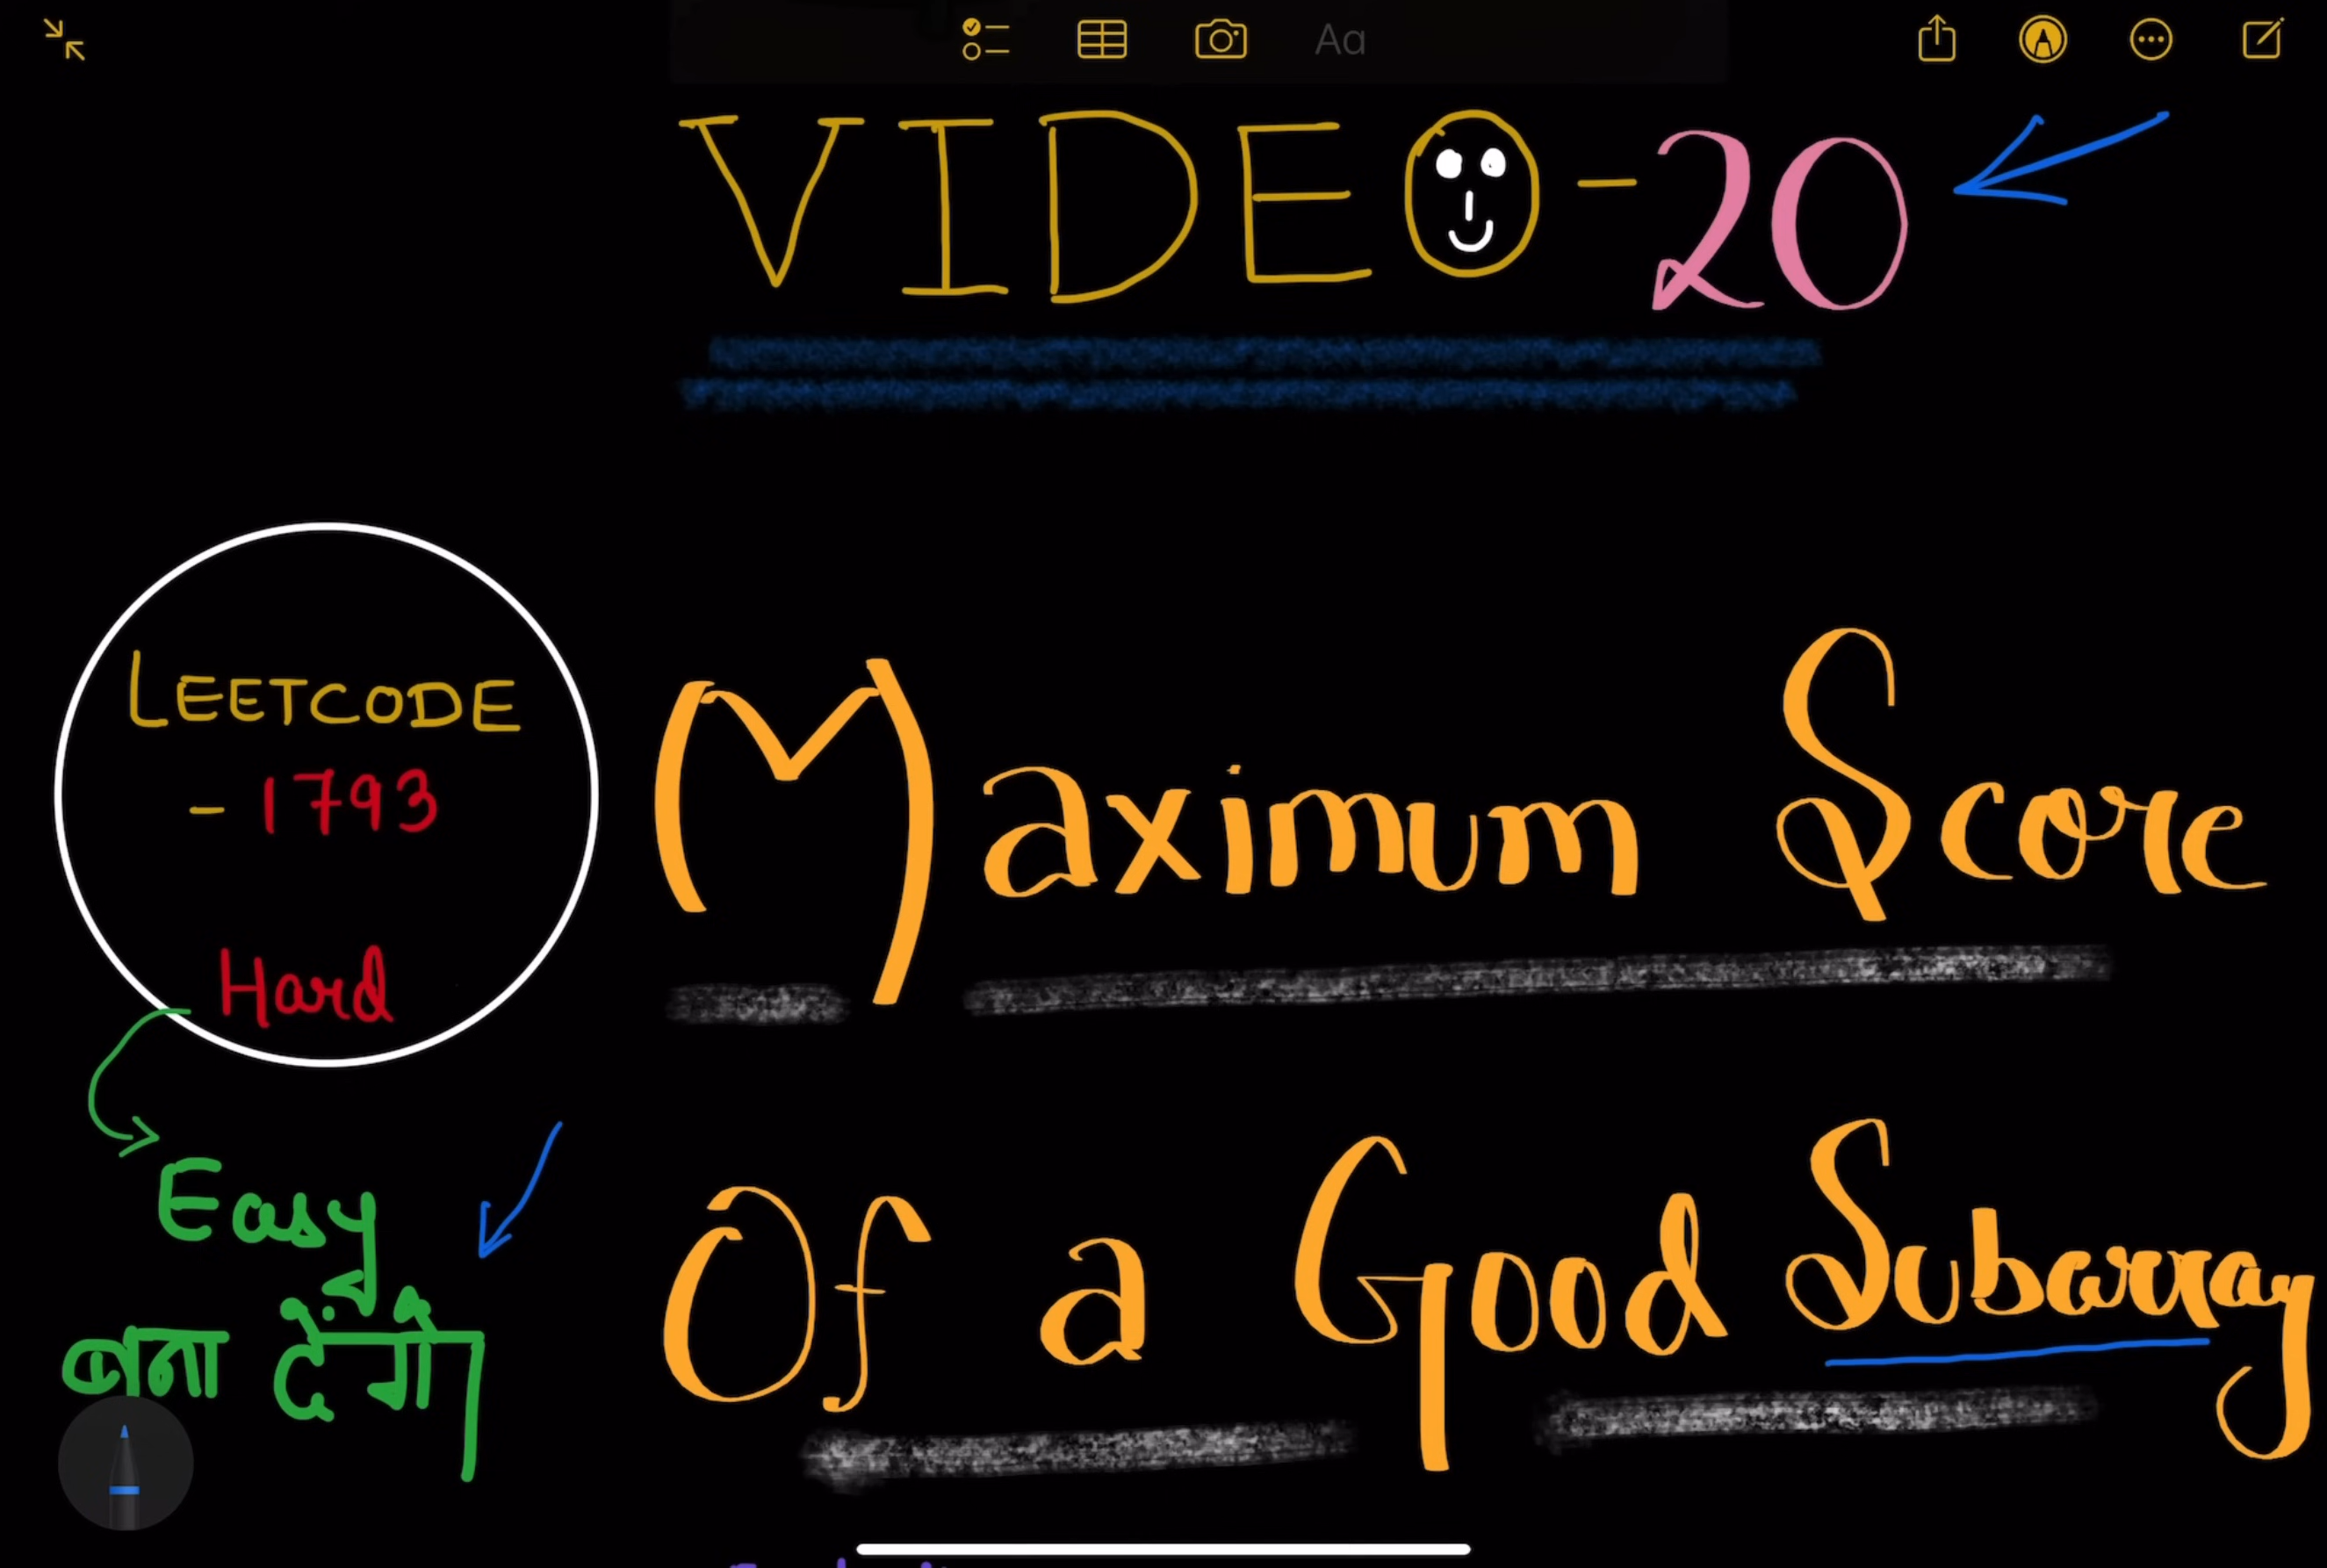 Aa
VIDEO-20
LEETCODE
- 1793
Hard
Maximum Score
Easy
बना देंगे
Of a Good Subarray